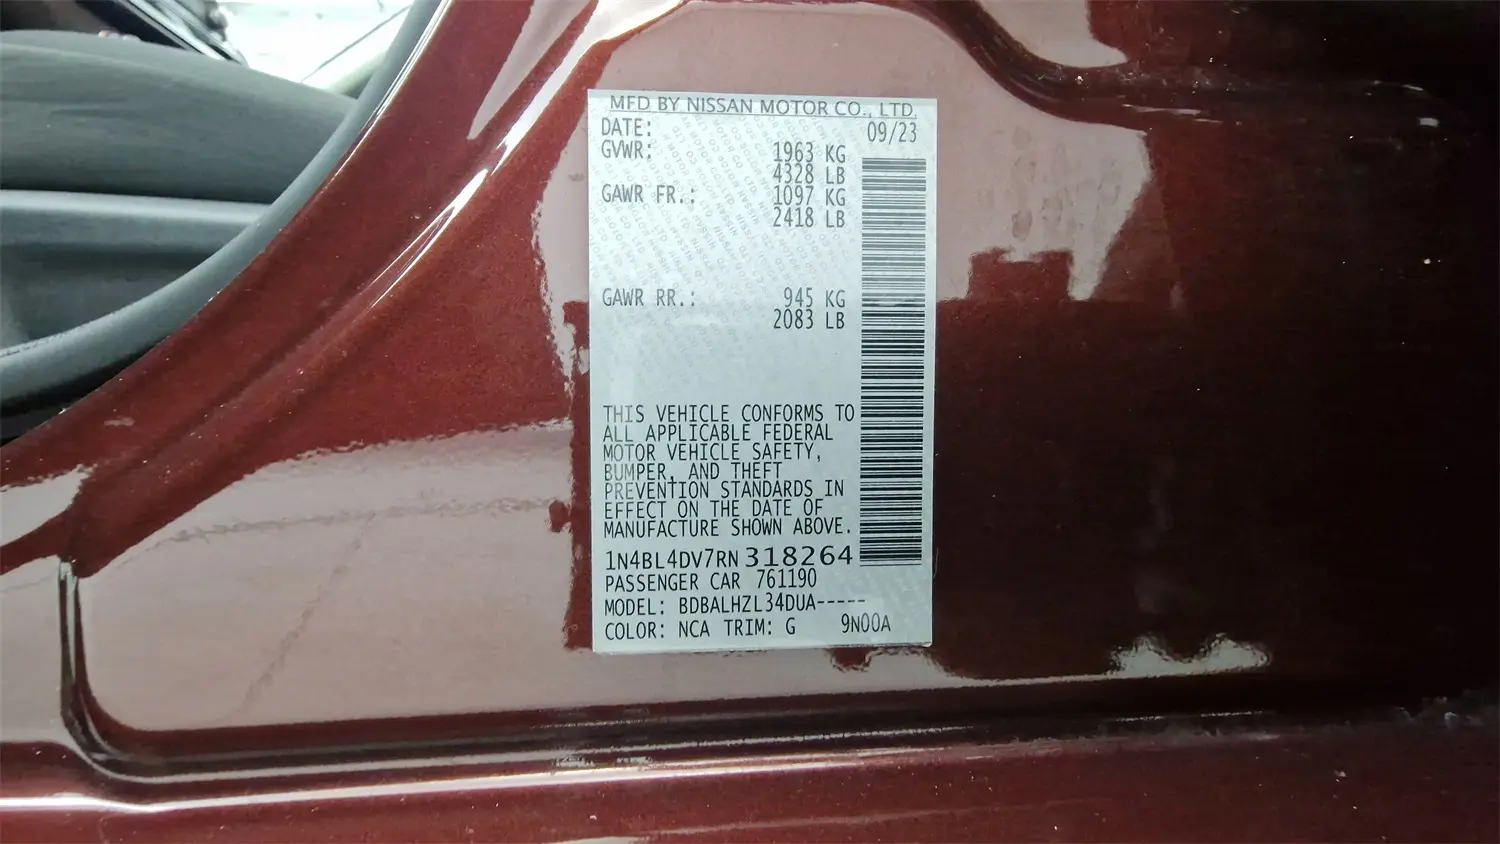 MFD BY NISSAN MOTOR CO., LTD.
DATE: 09/23
GVWR: 1963 KG
4328 LB
GAWR FR.: 1097 KG
2418 LB
GAWR RR.: 945 KG
2083 LB
THIS VEHICLE CONFORMS TO
ALL APPLICABLE FEDERAL
MOTOR VEHICLE SAFETY,
BUMPER, AND THEFT
PREVENTION STANDARDS IN
EFFECT ON THE DATE OF
MANUFACTURE SHOWN ABOVE.
1N4BL4DV7RN318264
PASSENGER CAR 761190
MODEL: BDBALHZL34DUA-----
COLOR: NCA TRIM: G 9N00A